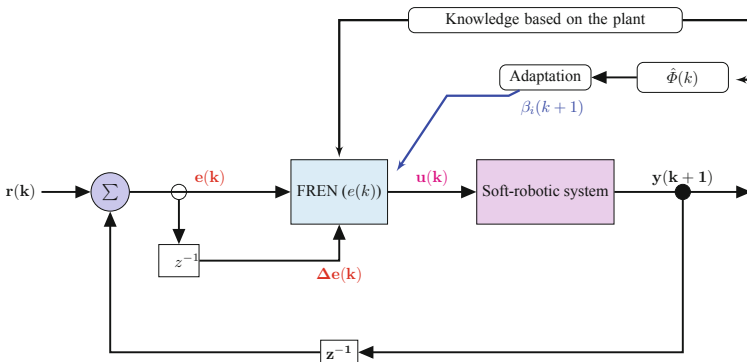 Knowledge based on the plant
Adaptation
Φ̂(k)
βᵢ(k+1)
r(k)
∑
e(k)
FREN (e(k))
u(k)
Soft-robotic system
y(k+1)
z⁻¹
Δe(k)
z⁻¹